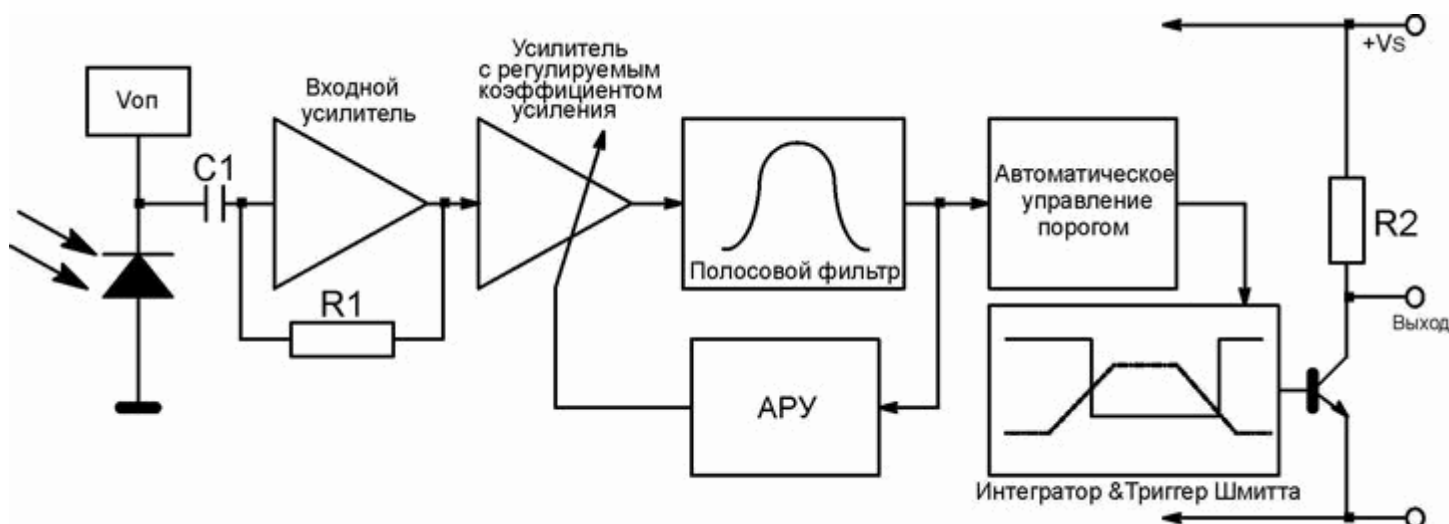 Vоп
C1
Входной
усилитель
R1
Усилитель
с регулируемым
коэффициентом
усиления
Полосовой фильтр
АРУ
Автоматическое
управление
порогом
Интегратор &Триггер Шмитта
+Vs
R2
Выход